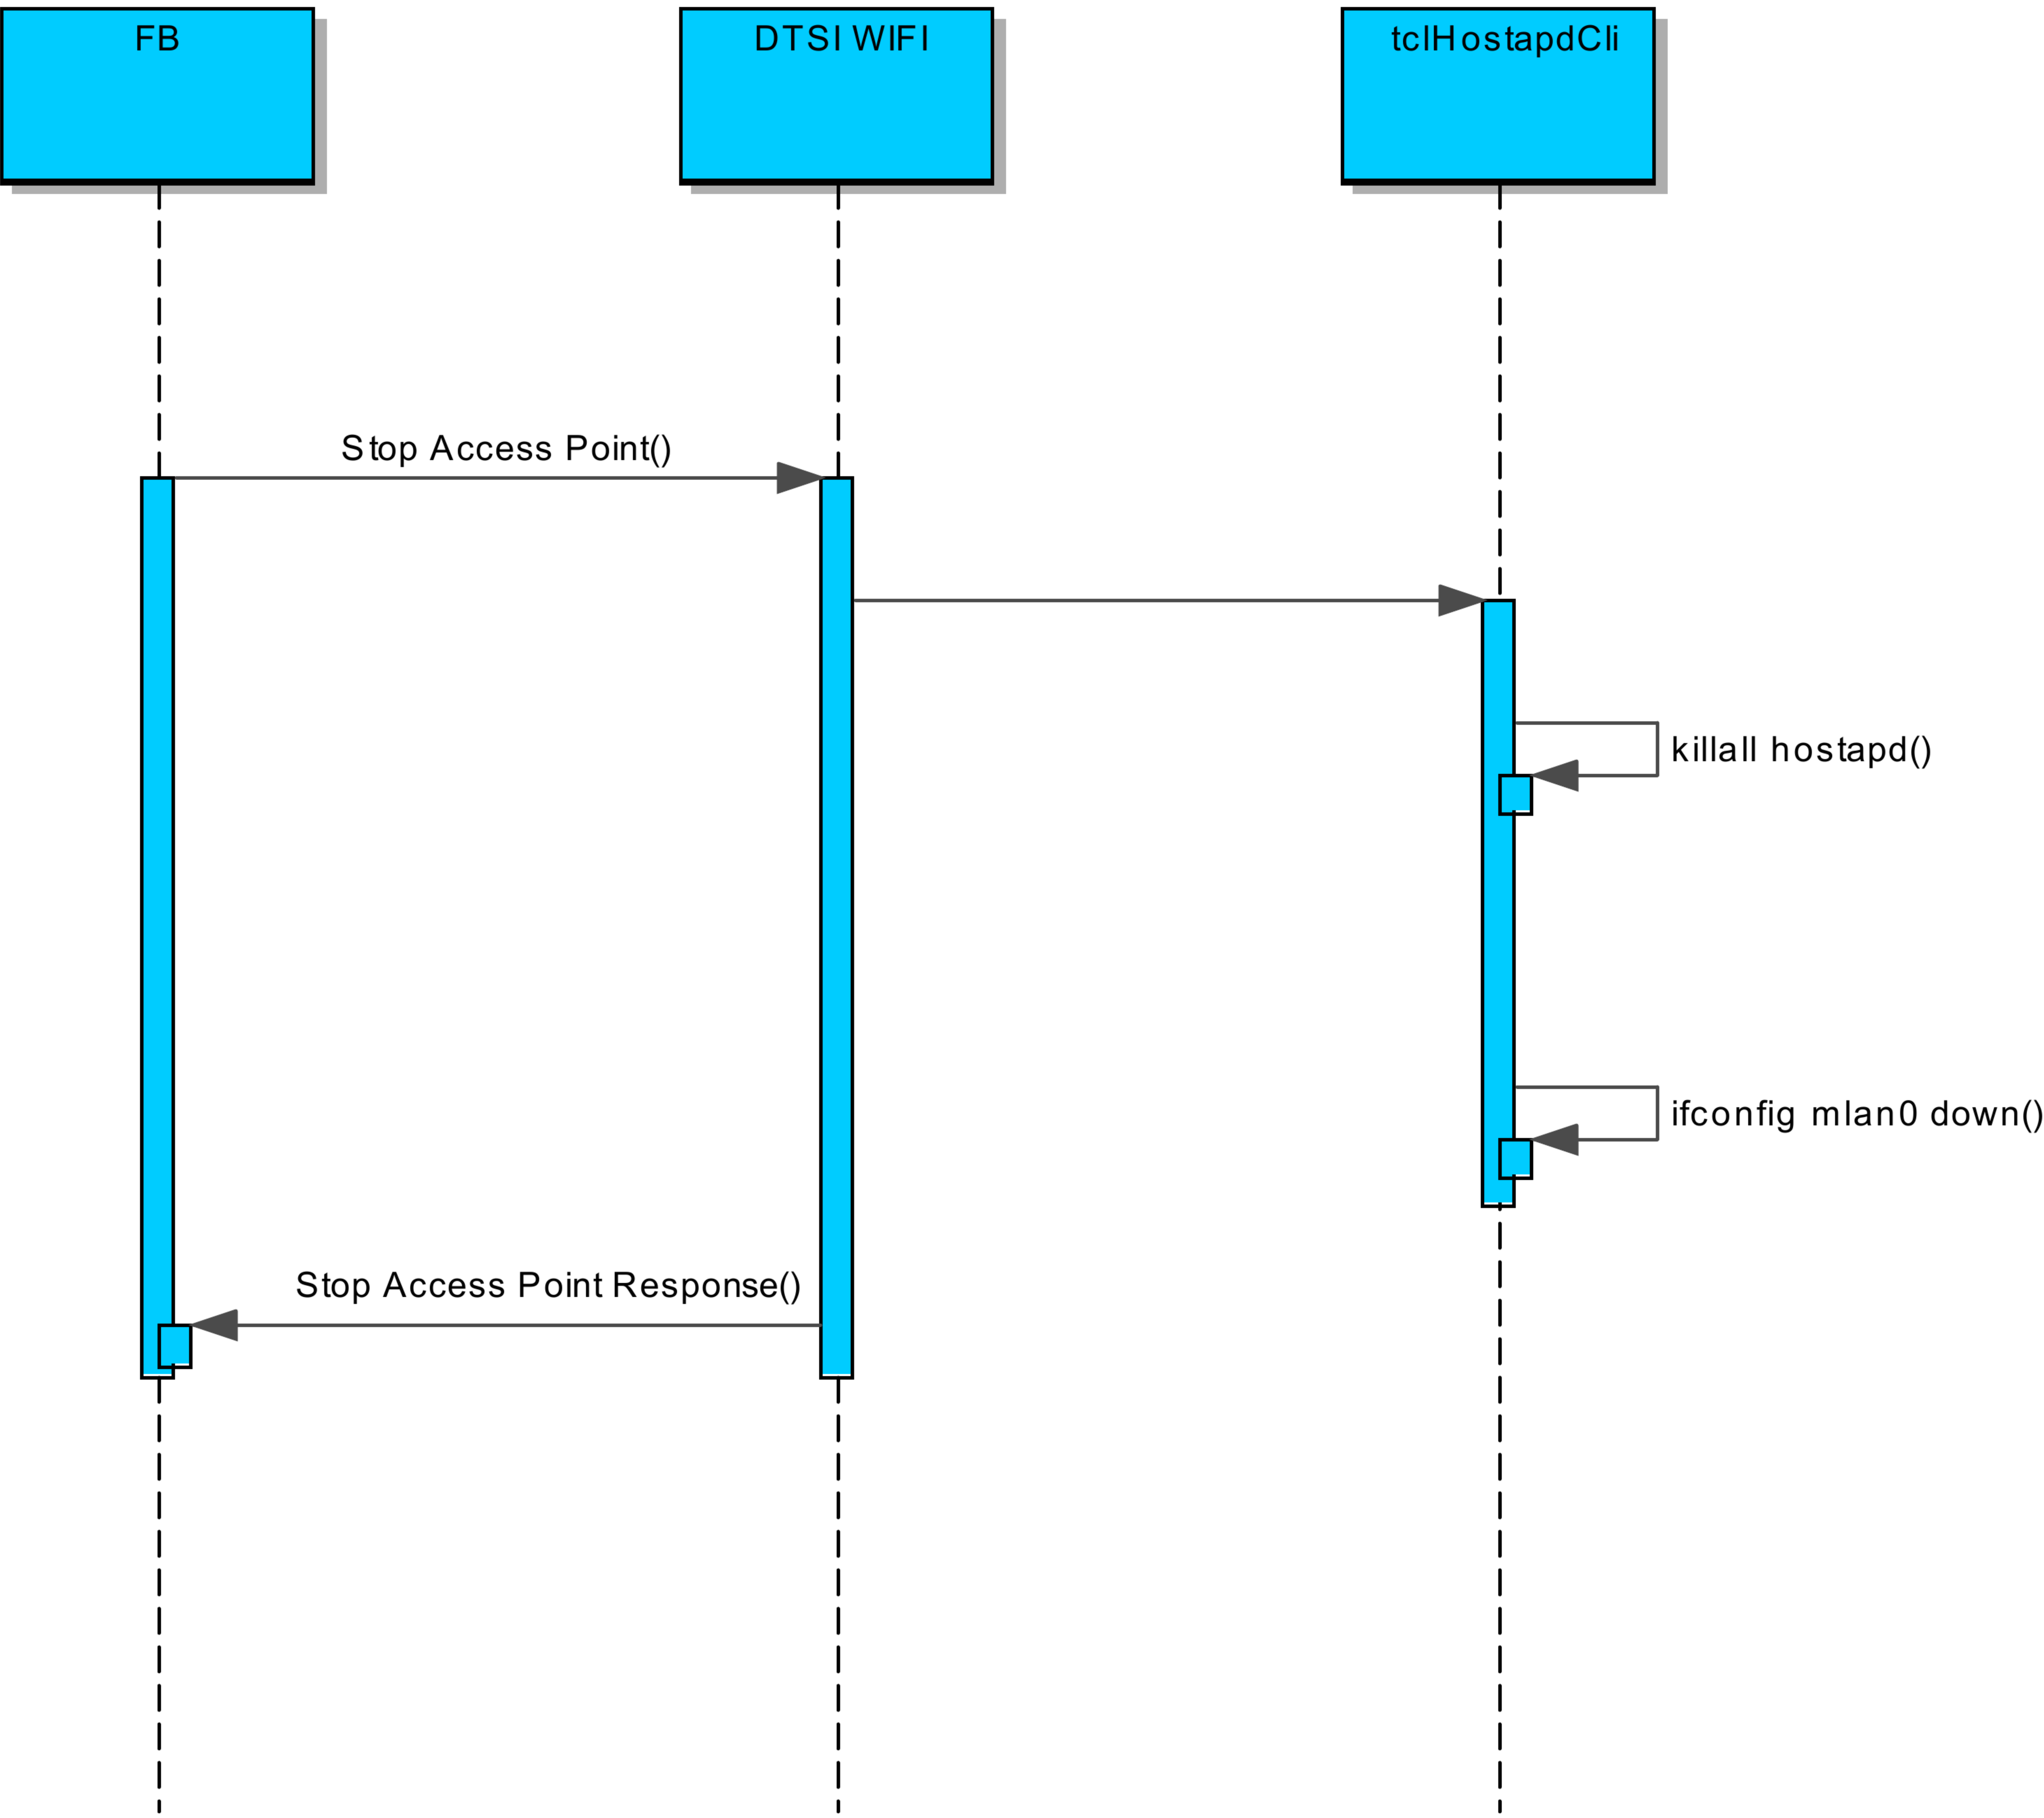 FB
DTSI WIFI
tclHostapdCli
Stop Access Point()
killall hostapd()
ifconfig mlan0 down()
Stop Access Point Response()